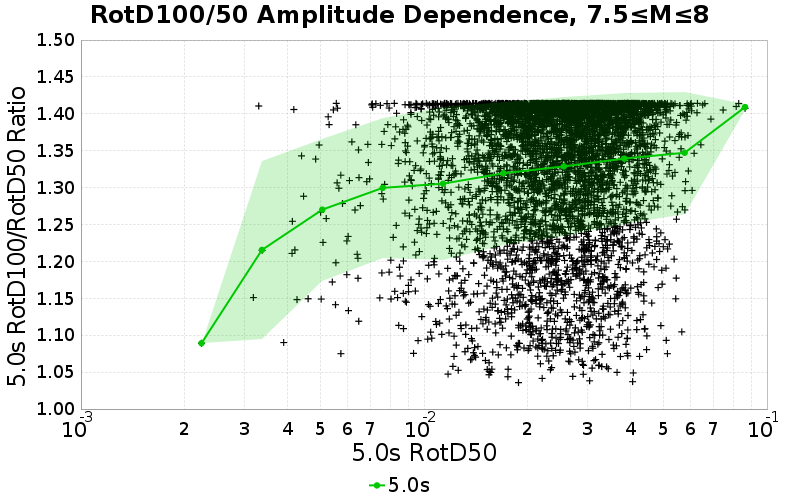 RotD100/50 Amplitude Dependence, 7.5≤M≤8
5.0s RotD100/RotD50 Ratio
1.50
1.45
1.40
1.35
1.30
1.25
1.20
1.15
1.10
1.05
1.00
10^-3 2 3 4 5 6 7 10^-2 2 3 4 5 6 7 10^-1
5.0s RotD50
5.0s